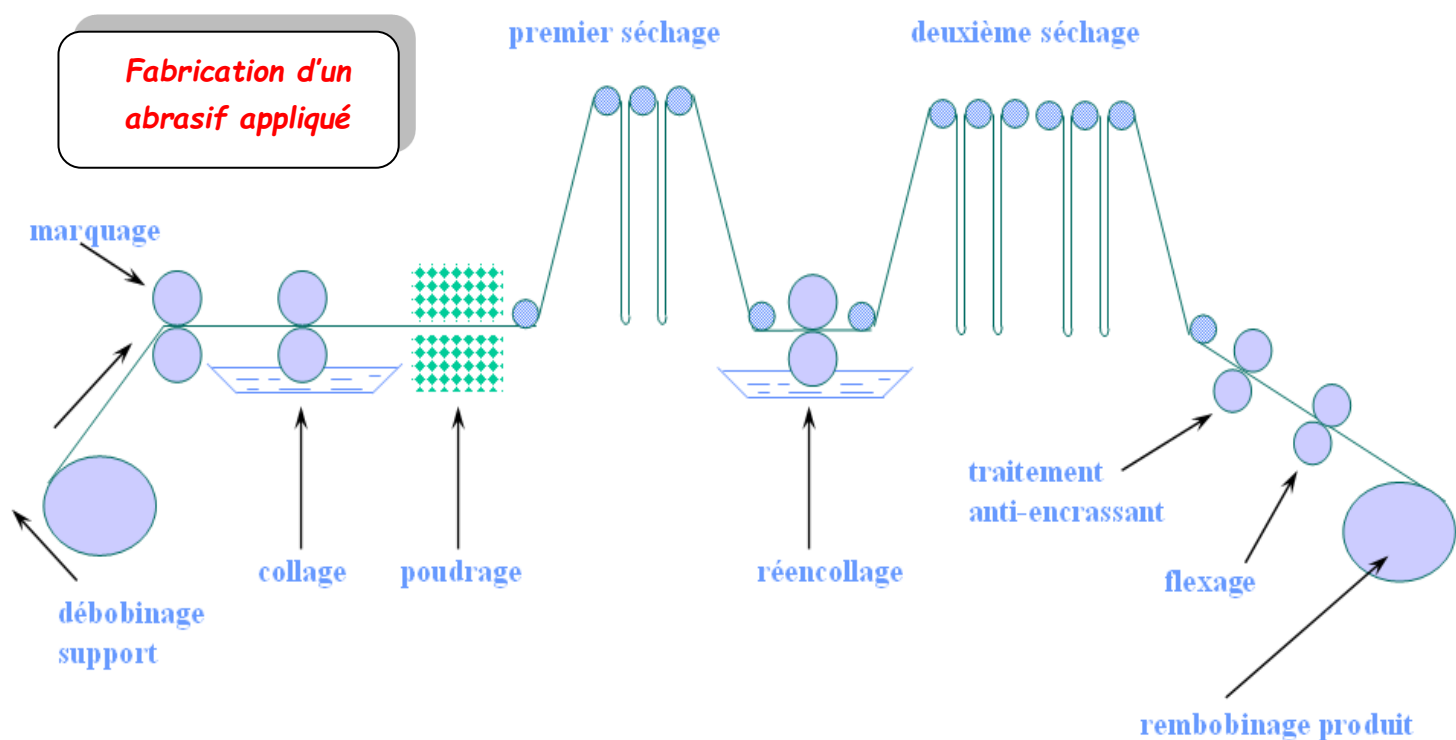 Fabrication d'un
abrasif appliqué
premier séchage
deuxième séchage
marquage
collage
poudrage
débobinage
support
réencollage
traitement
anti-encrassant
flexage
rembobinage produit